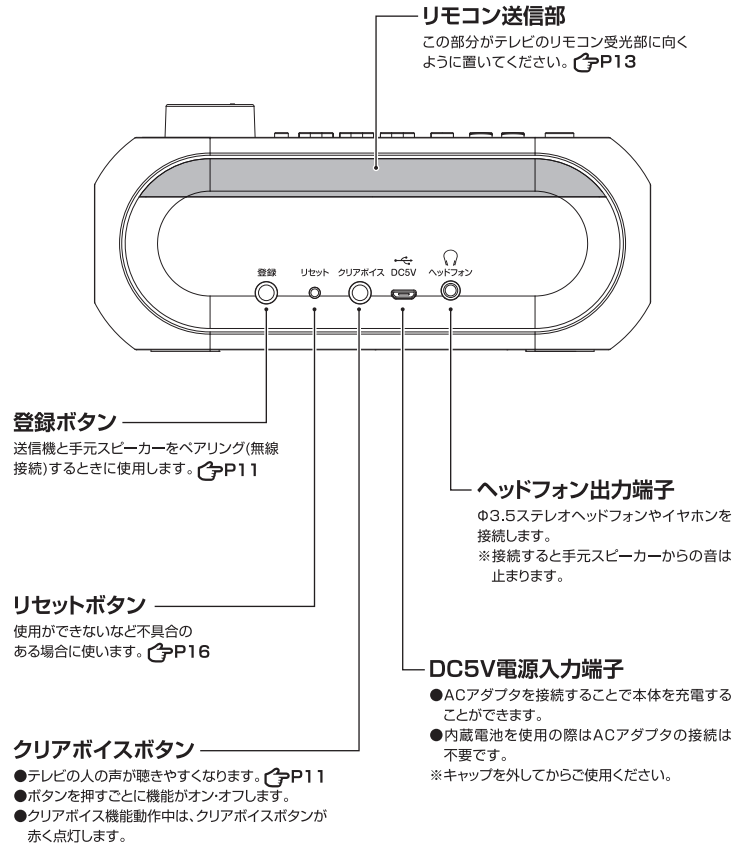 リモコン送信部
この部分がテレビのリモコン受光部に向く
ように置いてください。P13
登録 リセット クリアボイス DC5V ヘッドフォン
登録ボタン
送信機と手元スピーカーをペアリング(無線
接続)するときに使用します。P11
ヘッドフォン出力端子
Φ3.5ステレオヘッドフォンやイヤホンを
接続します。
※接続すると手元スピーカーからの音は
止まります。
リセットボタン
使用ができないなど不具合の
ある場合に使います。P16
DC5V電源入力端子
●ACアダプタを接続することで本体を充電する
ことができます。
●内蔵電池を使用の際はACアダプタの接続は
不要です。
※キャップを外してからご使用ください。
クリアボイスボタン
●テレビの人の声が聴きやすくなります。P11
●ボタンを押すごとに機能がオン・オフします。
●クリアボイス機能動作中は、クリアボイスボタンが
赤く点灯します。